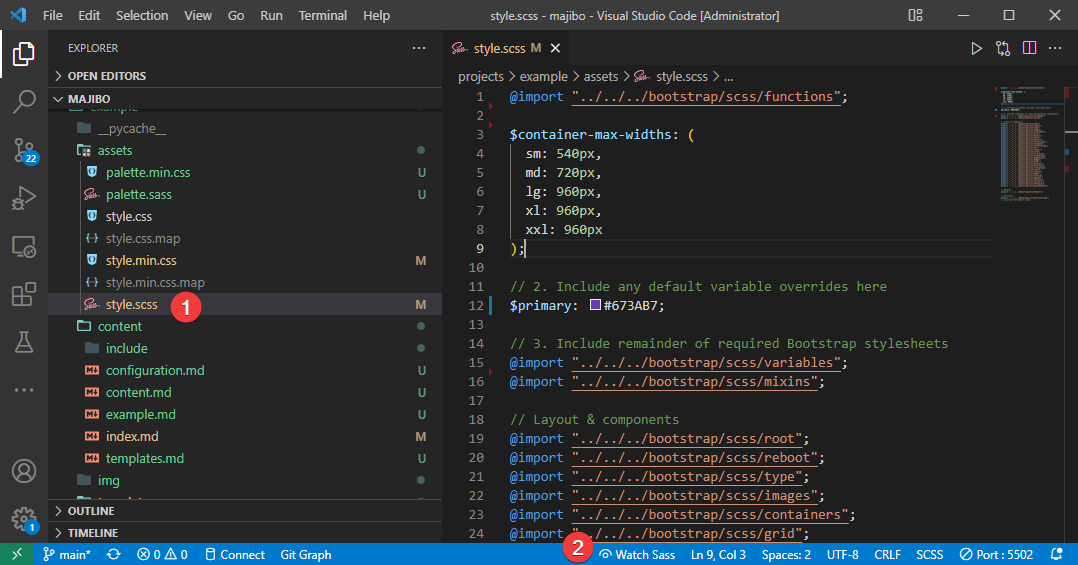 File Edit Selection View Go Run Terminal Help style.scss - majibo - Visual Studio Code [Administrator]
EXPLORER
OPEN EDITORS
MAJIBO
example
__pycache__
assets
palette.min.css U
palette.sass U
style.css
style.css.map
style.min.css M
style.min.css.map
style.scss 1 M
content
include
configuration.md U
content.md U
example.md U
index.md M
templates.md U
img
OUTLINE
TIMELINE
22
1
style.scss M
projects > example > assets > style.scss > ...
1 @import "../../../bootstrap/scss/functions";
2
3 $container-max-widths: (
4 sm: 540px,
5 md: 720px,
6 lg: 960px,
7 xl: 960px,
8 xxl: 960px
9 );
10
11 // 2. Include any default variable overrides here
12 $primary: #673AB7;
13
14 // 3. Include remainder of required Bootstrap stylesheets
15 @import "../../../bootstrap/scss/variables";
16 @import "../../../bootstrap/scss/mixins";
17
18 // Layout & components
19 @import "../../../bootstrap/scss/root";
20 @import "../../../bootstrap/scss/reboot";
21 @import "../../../bootstrap/scss/type";
22 @import "../../../bootstrap/scss/images";
23 @import "../../../bootstrap/scss/containers";
24 @import "../../../bootstrap/scss/grid";
main* 0 0 Connect Git Graph 2 Watch Sass Ln 9, Col 3 Spaces: 2 UTF-8 CRLF SCSS Port : 5502